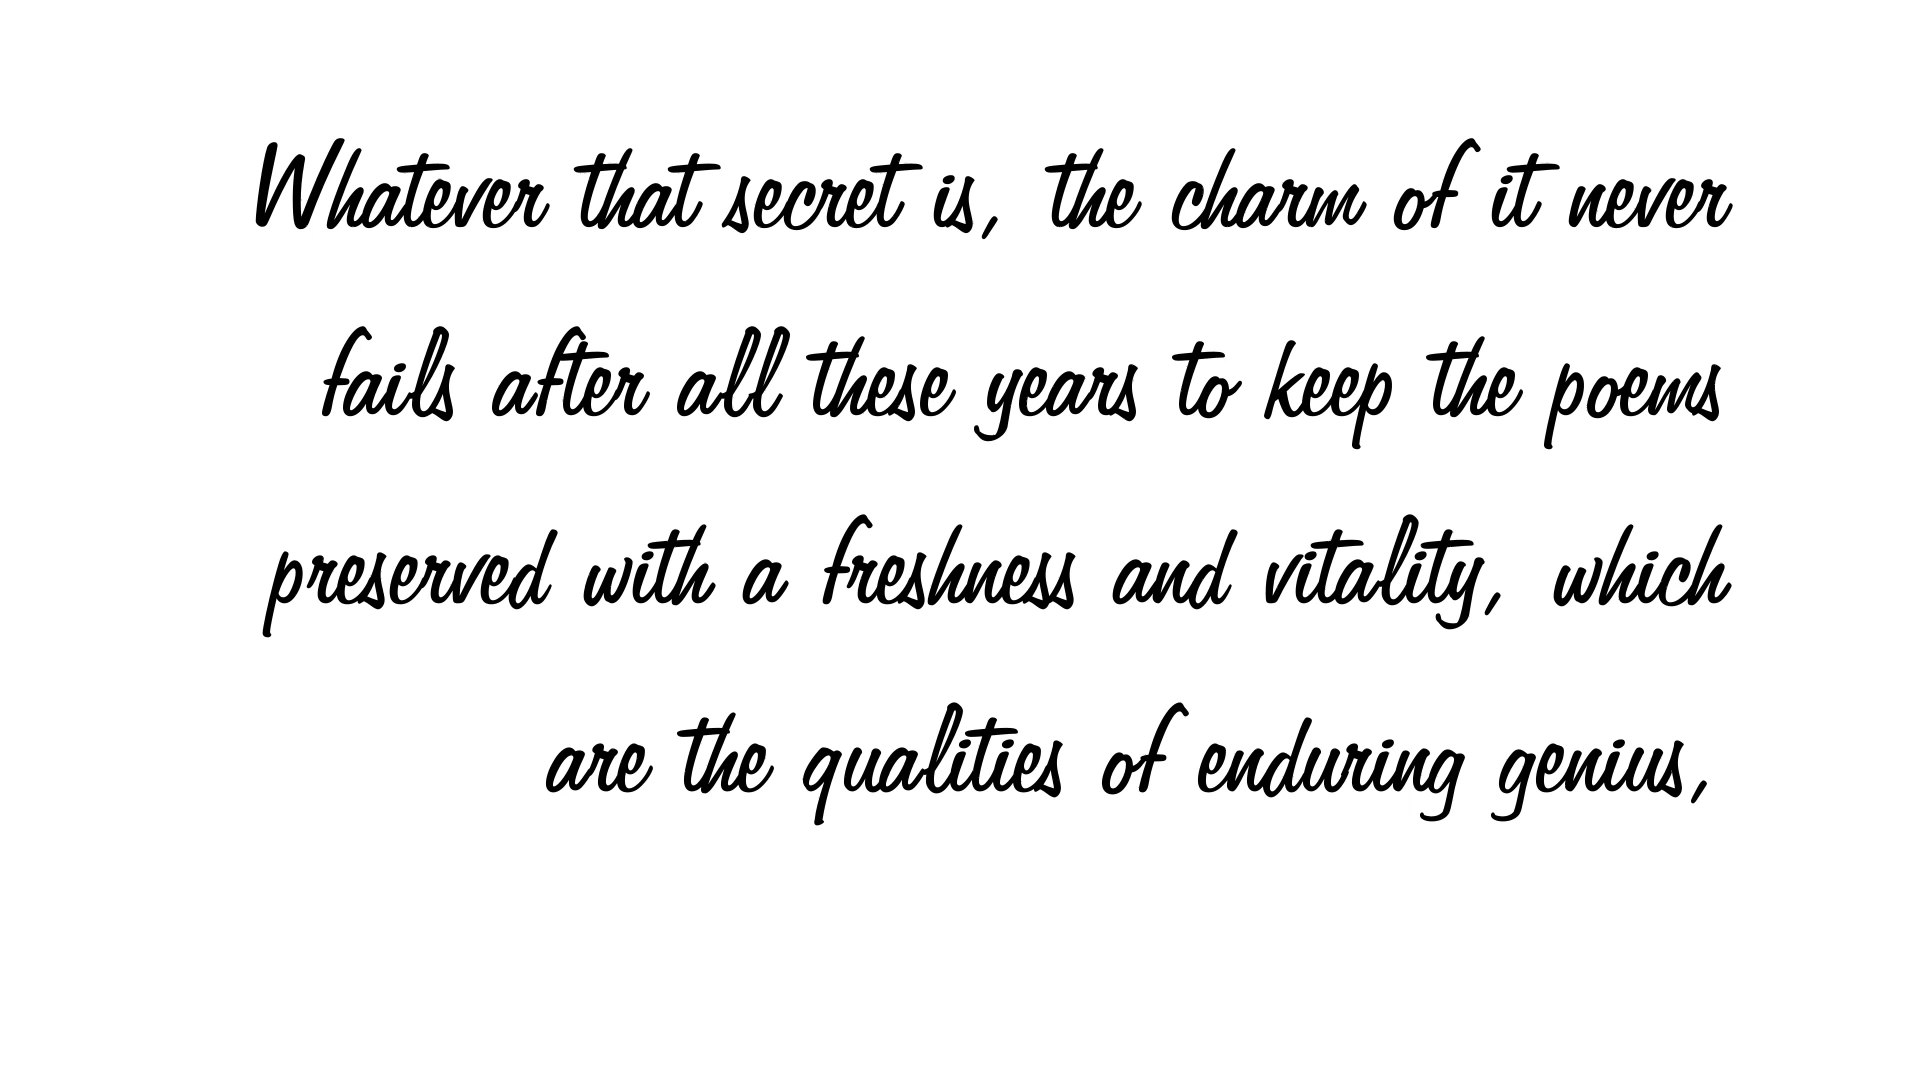 Whatever that secret is, the charm of it never
fails after all these years to keep the poems
preserved with a freshness and vitality, which
are the qualities of enduring genius,